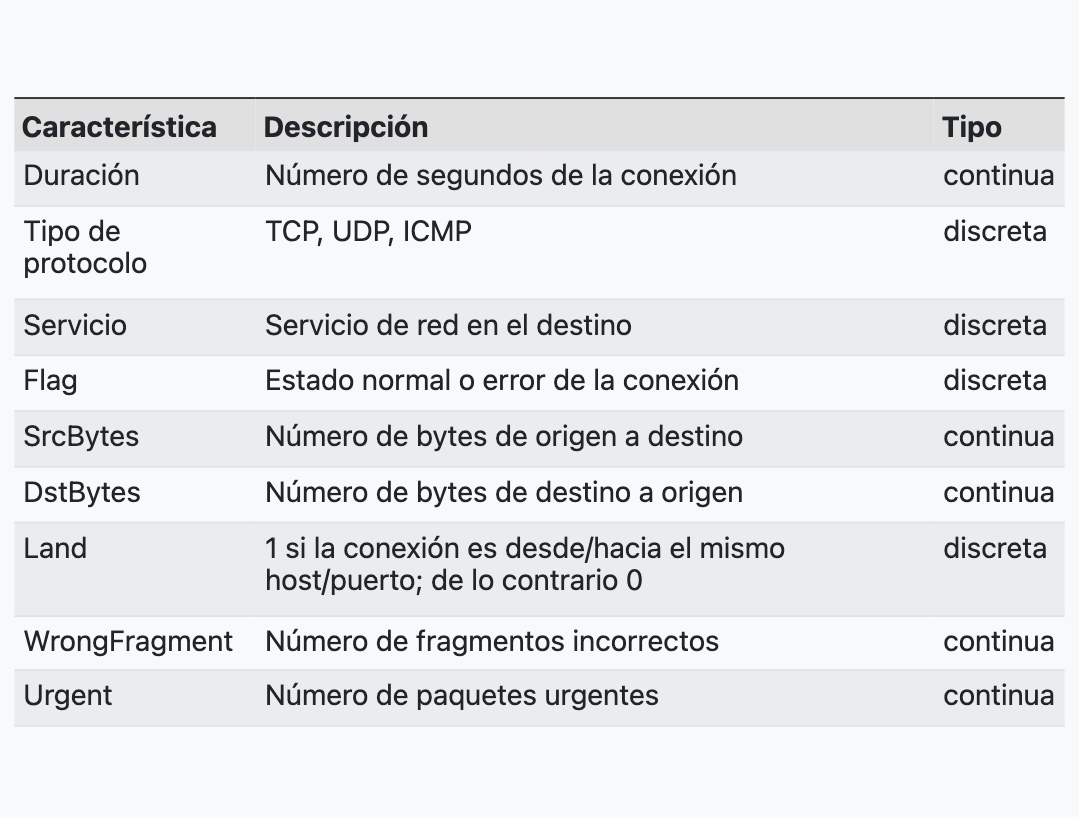 Característica Descripción Tipo
Duración Número de segundos de la conexión continua
Tipo de TCP, UDP, ICMP discreta
protocolo
Servicio Servicio de red en el destino discreta
Flag Estado normal o error de la conexión discreta
SrcBytes Número de bytes de origen a destino continua
DstBytes Número de bytes de destino a origen continua
Land 1 si la conexión es desde/hacia el mismo discreta
host/puerto; de lo contrario 0
WrongFragment Número de fragmentos incorrectos continua
Urgent Número de paquetes urgentes continua